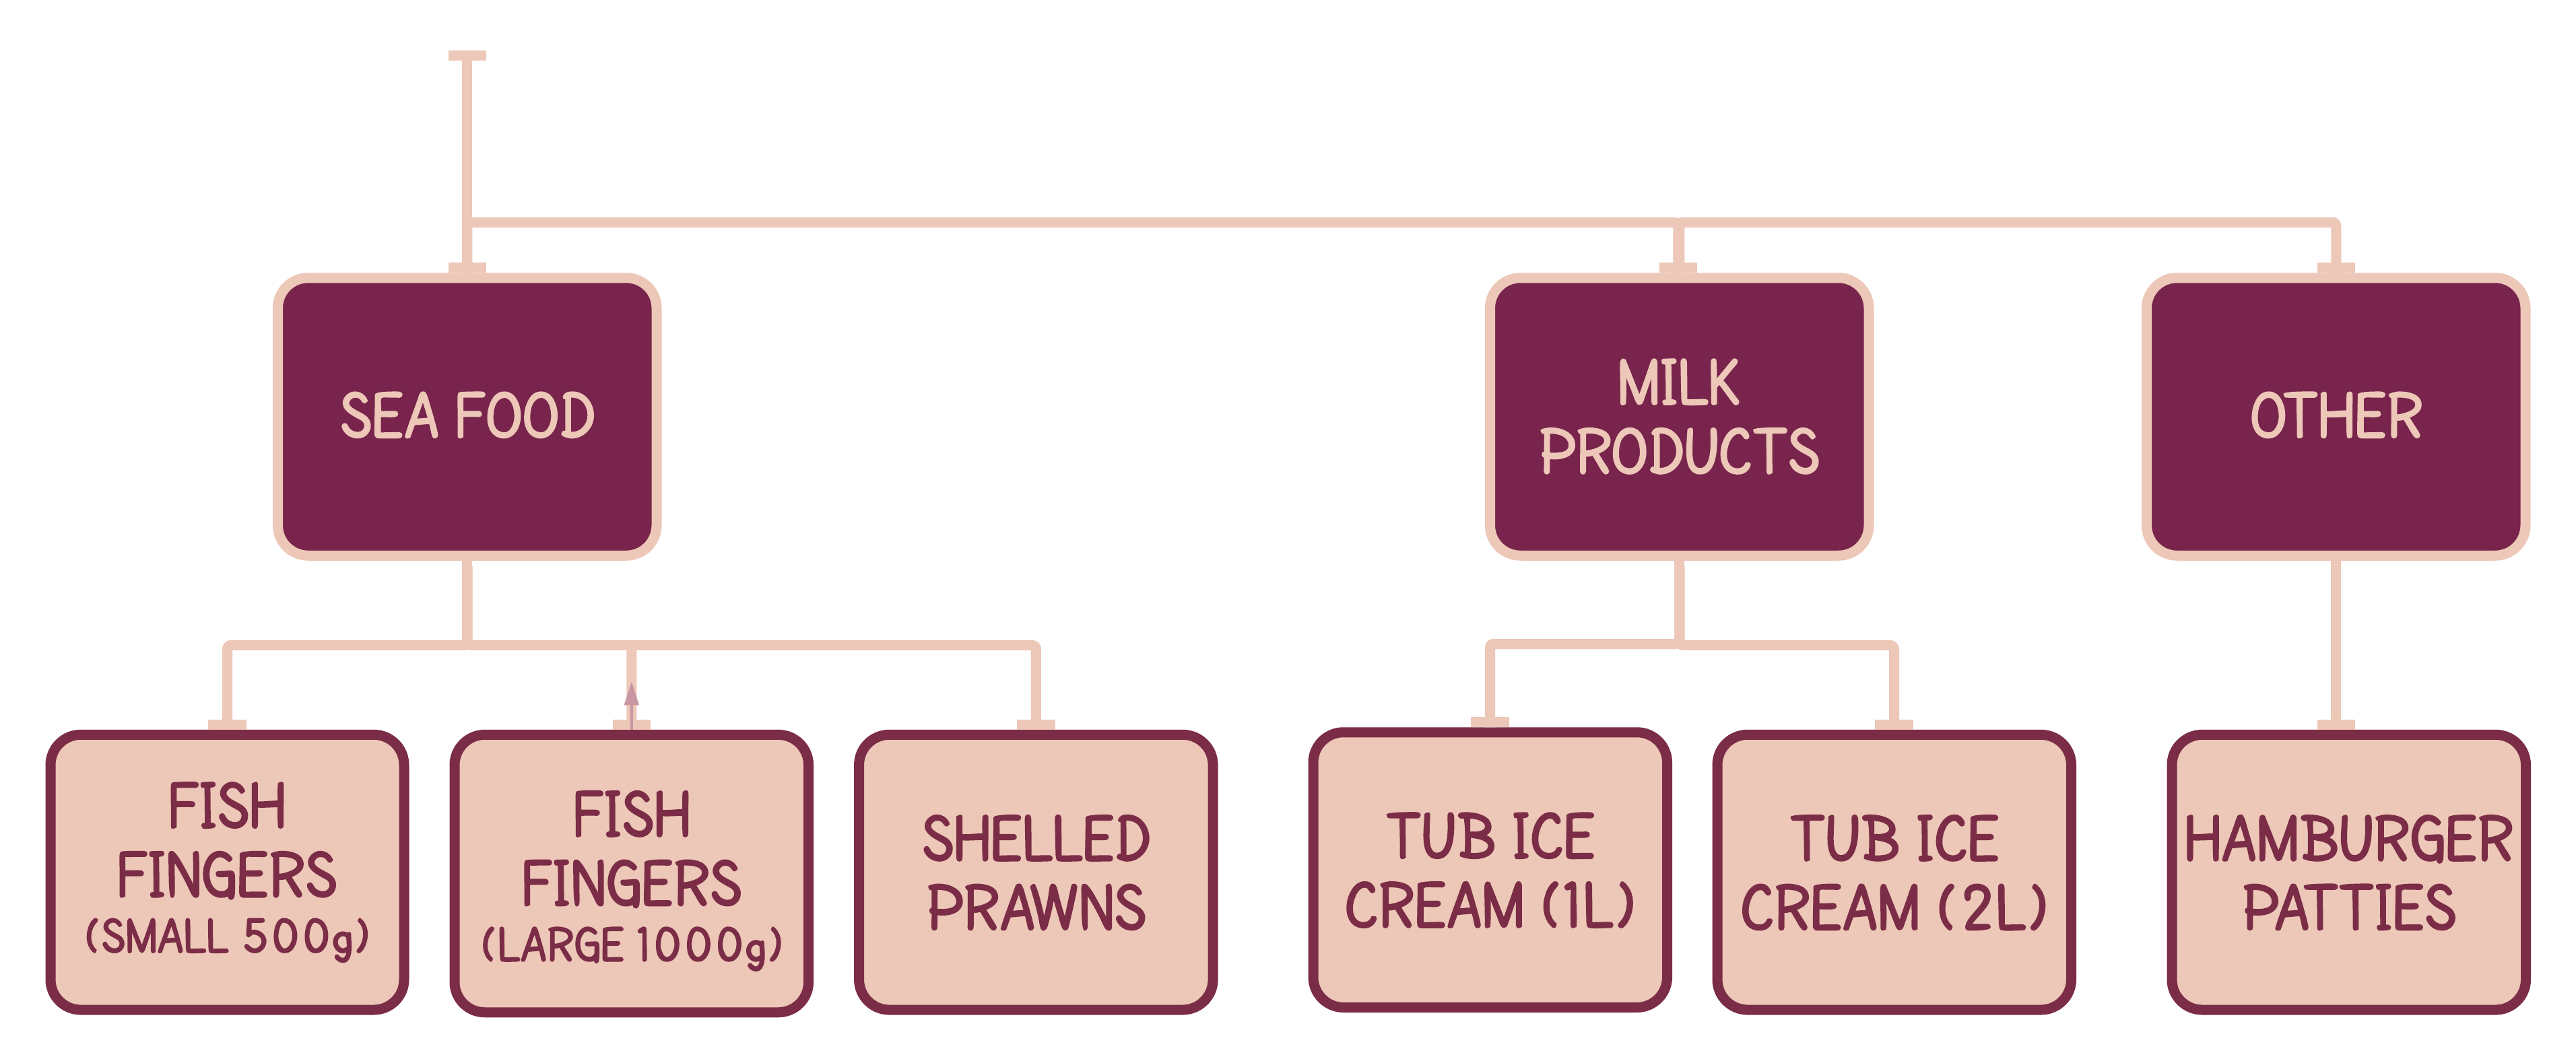 SEA FOOD
MILK
PRODUCTS
OTHER
FISH
FINGERS
(SMALL 500g)
FISH
FINGERS
(LARGE 1000g)
SHELLED
PRAWNS
TUB ICE
CREAM (1L)
TUB ICE
CREAM (2L)
HAMBURGER
PATTIES